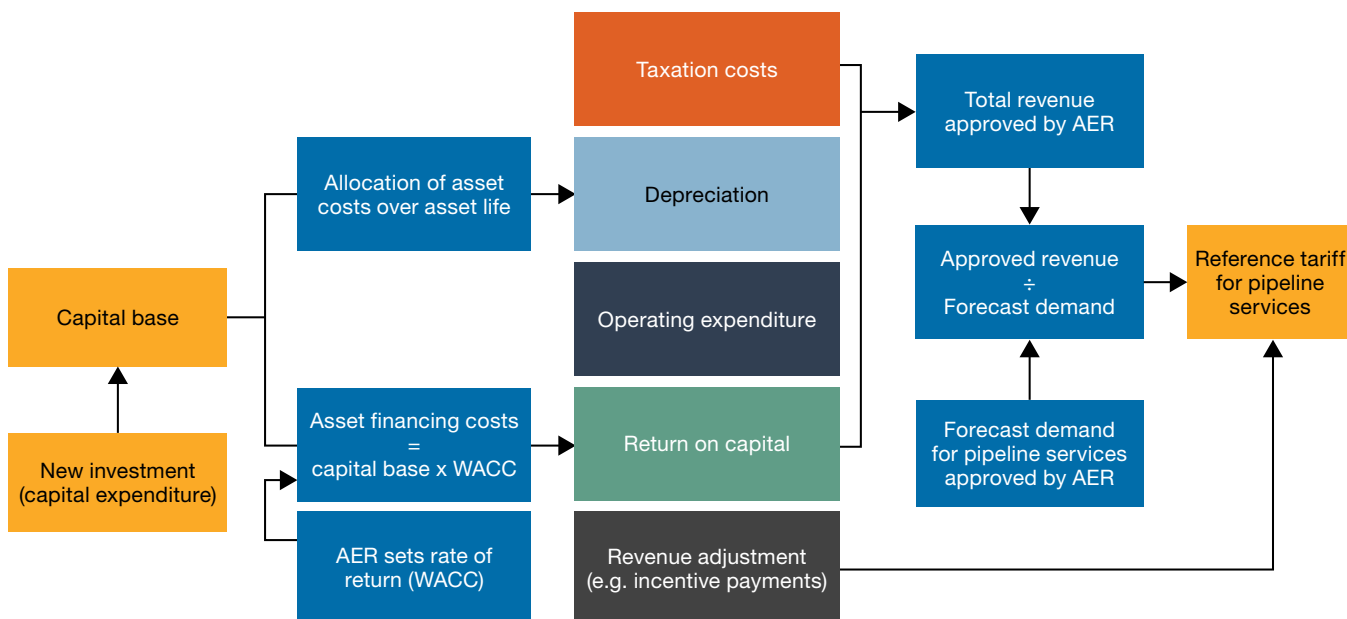 Taxation costs
Total revenue
approved by AER
Allocation of asset
costs over asset life
Depreciation
Capital base
Operating expenditure
Approved revenue
÷
Forecast demand
Reference tariff
for pipeline
services
New investment
(capital expenditure)
Asset financing costs
=
capital base x WACC
Return on capital
Forecast demand
for pipeline services
approved by AER
AER sets rate of
return (WACC)
Revenue adjustment
(e.g. incentive payments)